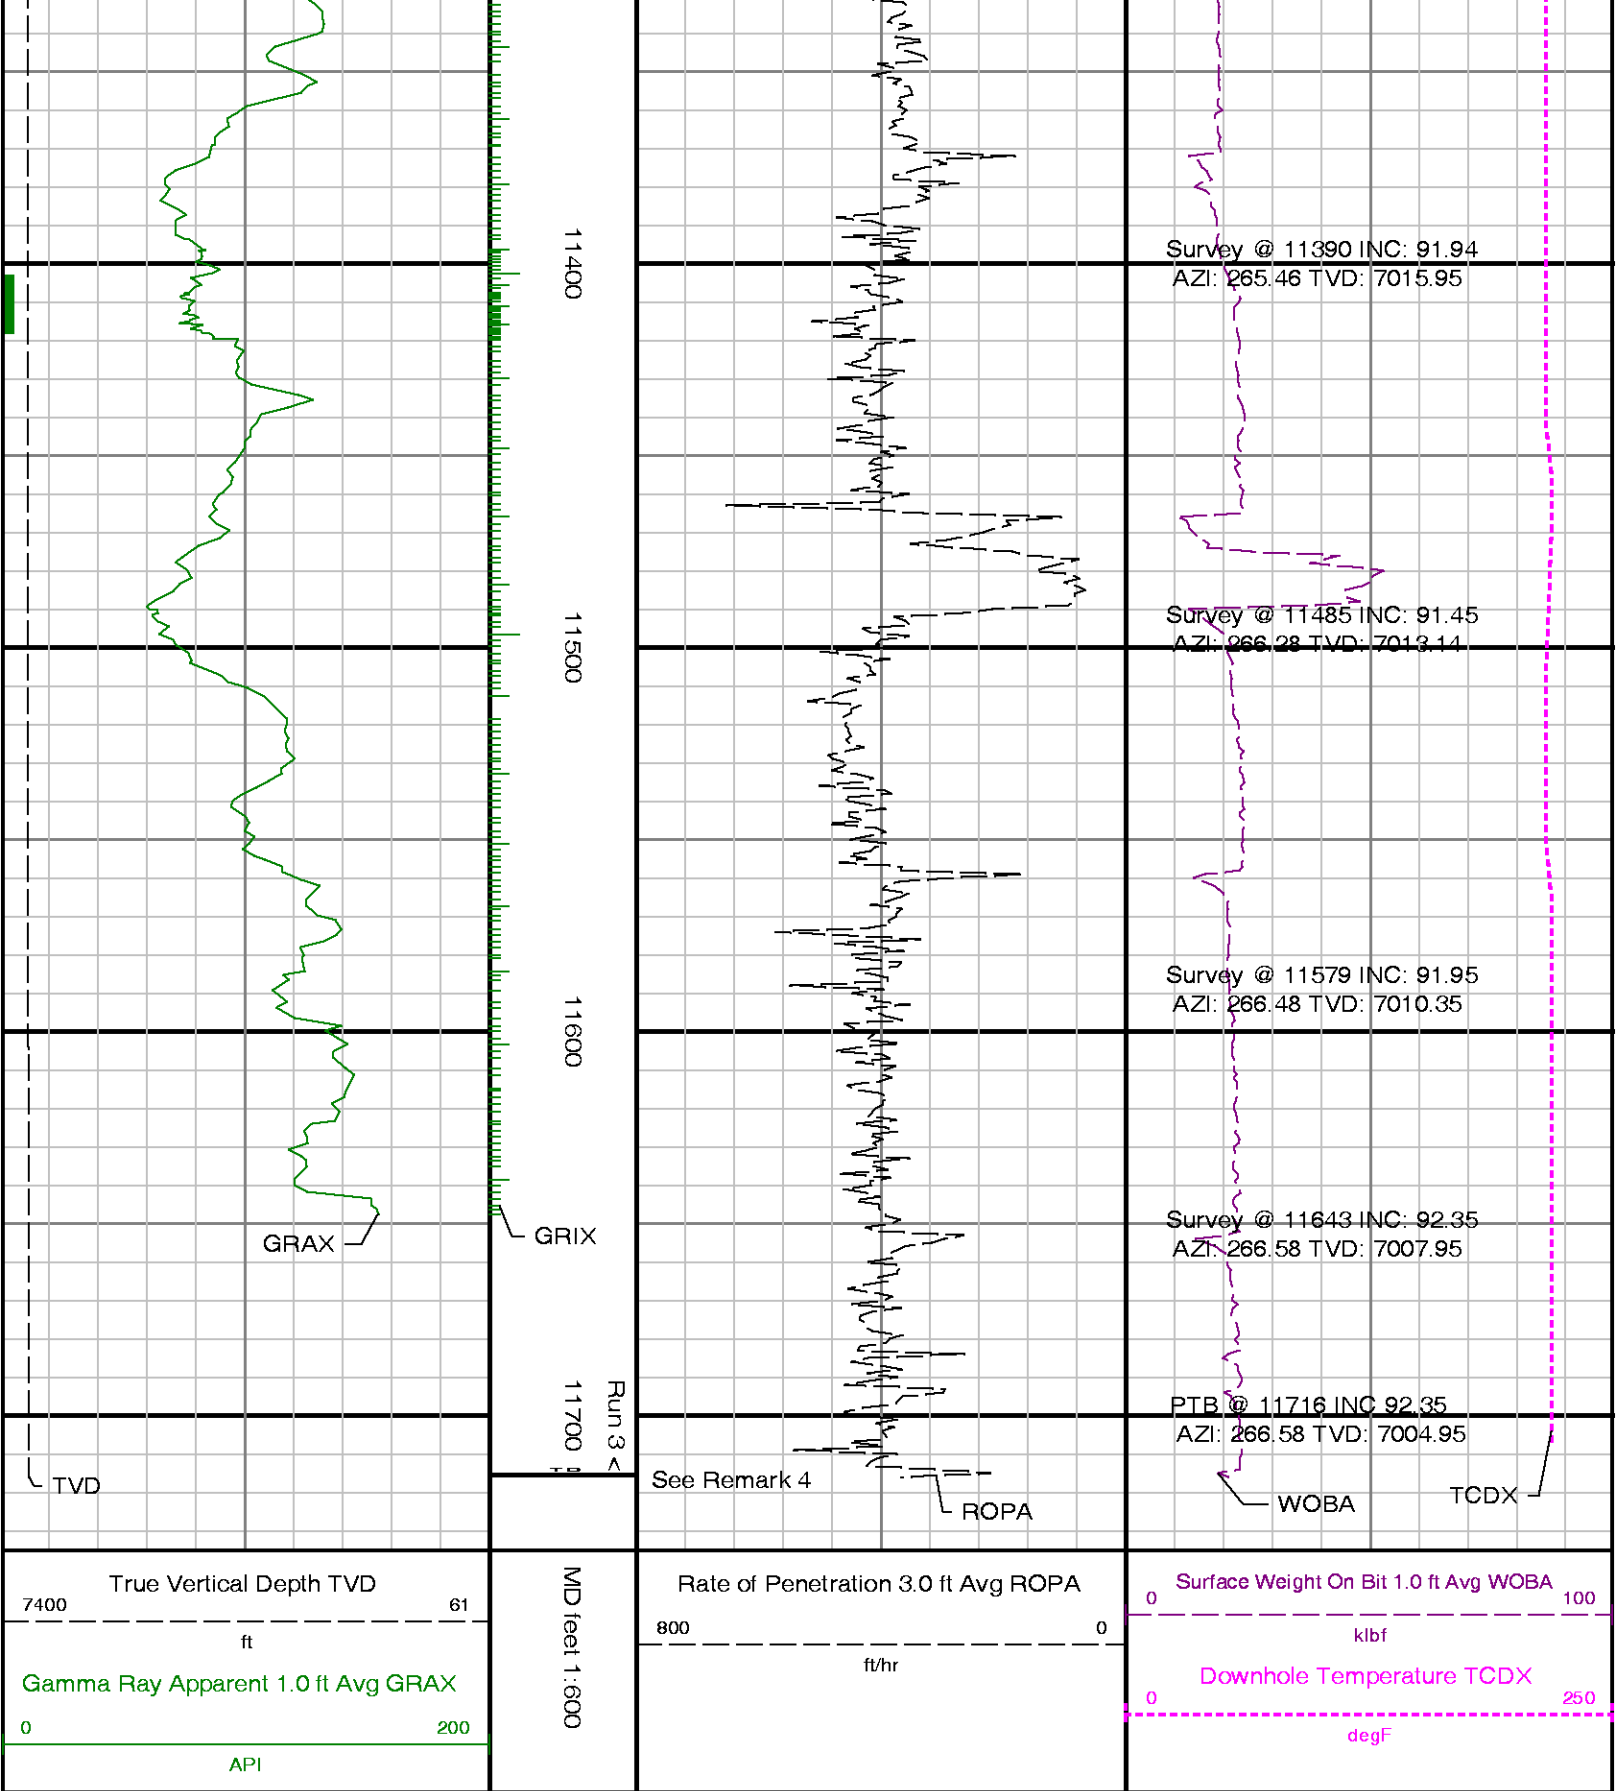 11400
Survey @ 11390 INC: 91.94
AZI: 265.46 TVD: 7015.95
11500
Survey @ 11485 INC: 91.45
AZI: 266.28 TVD: 7013.14
11600
Survey @ 11579 INC: 91.95
AZI: 266.48 TVD: 7010.35
GRAX
GRIX
Survey @ 11643 INC: 92.35
AZI: 266.58 TVD: 7007.95
11700
Run 3 <
PTB @ 11716 INC 92.35
AZI: 266.58 TVD: 7004.95
TVD
See Remark 4
ROPA
WOBA
TCDX
True Vertical Depth TVD
7400 61
ft
Gamma Ray Apparent 1.0 ft Avg GRAX
0 200
API
MD feet 1:600
Rate of Penetration 3.0 ft Avg ROPA
800 0
ft/hr
Surface Weight On Bit 1.0 ft Avg WOBA
0 100
klbf
Downhole Temperature TCDX
0 250
degF